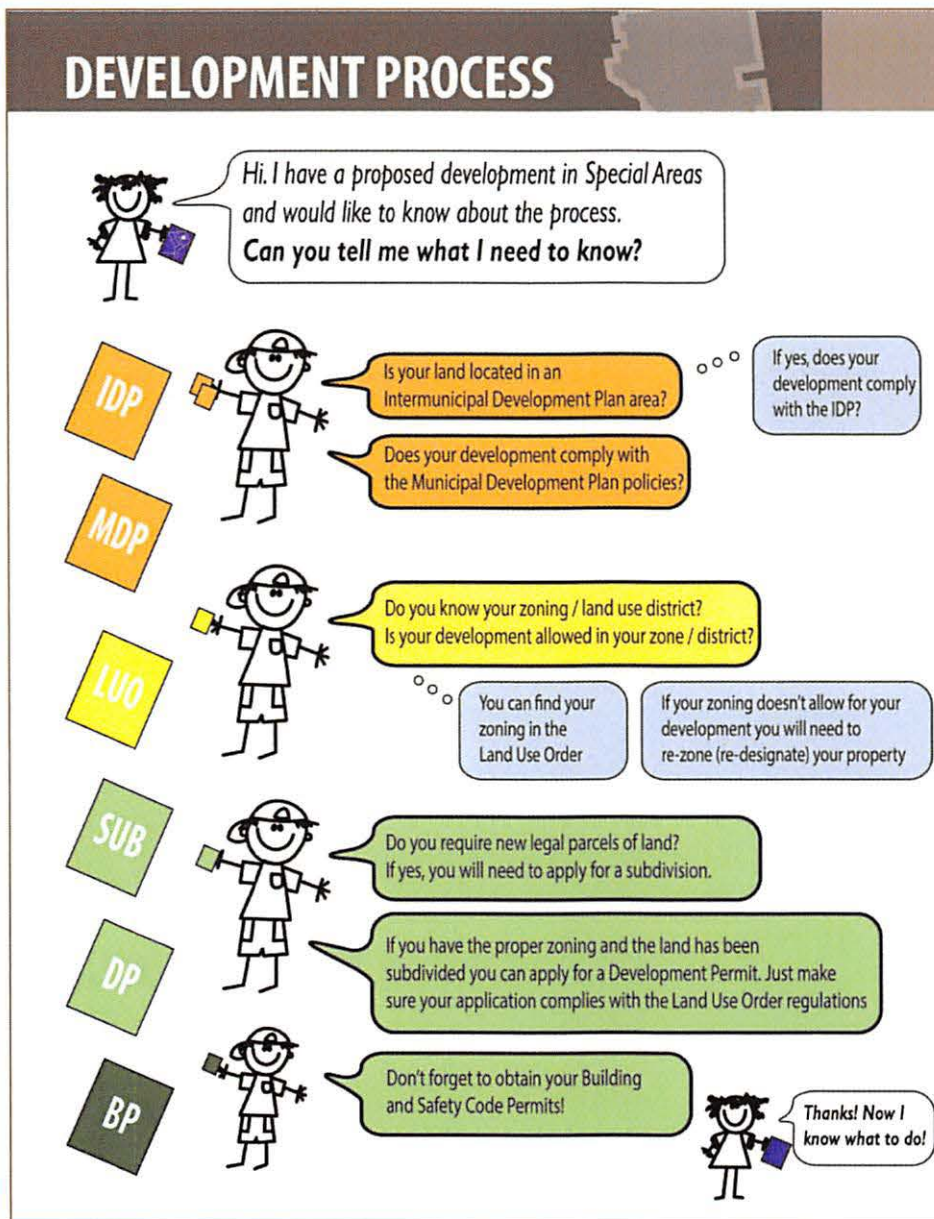 DEVELOPMENT PROCESS
Hi. I have a proposed development in Special Areas
and would like to know about the process.
Can you tell me what I need to know?
IDP
Is your land located in an
Intermunicipal Development Plan area?
If yes, does your
development comply
with the IDP?
MDP
Does your development comply with
the Municipal Development Plan policies?
LUO
Do you know your zoning / land use district?
Is your development allowed in your zone / district?
You can find your
zoning in the
Land Use Order
If your zoning doesn't allow for your
development you will need to
re-zone (re-designate) your property
SUB
Do you require new legal parcels of land?
If yes, you will need to apply for a subdivision.
DP
If you have the proper zoning and the land has been
subdivided you can apply for a Development Permit. Just make
sure your application complies with the Land Use Order regulations
BP
Don't forget to obtain your Building
and Safety Code Permits!
Thanks! Now I
know what to do!